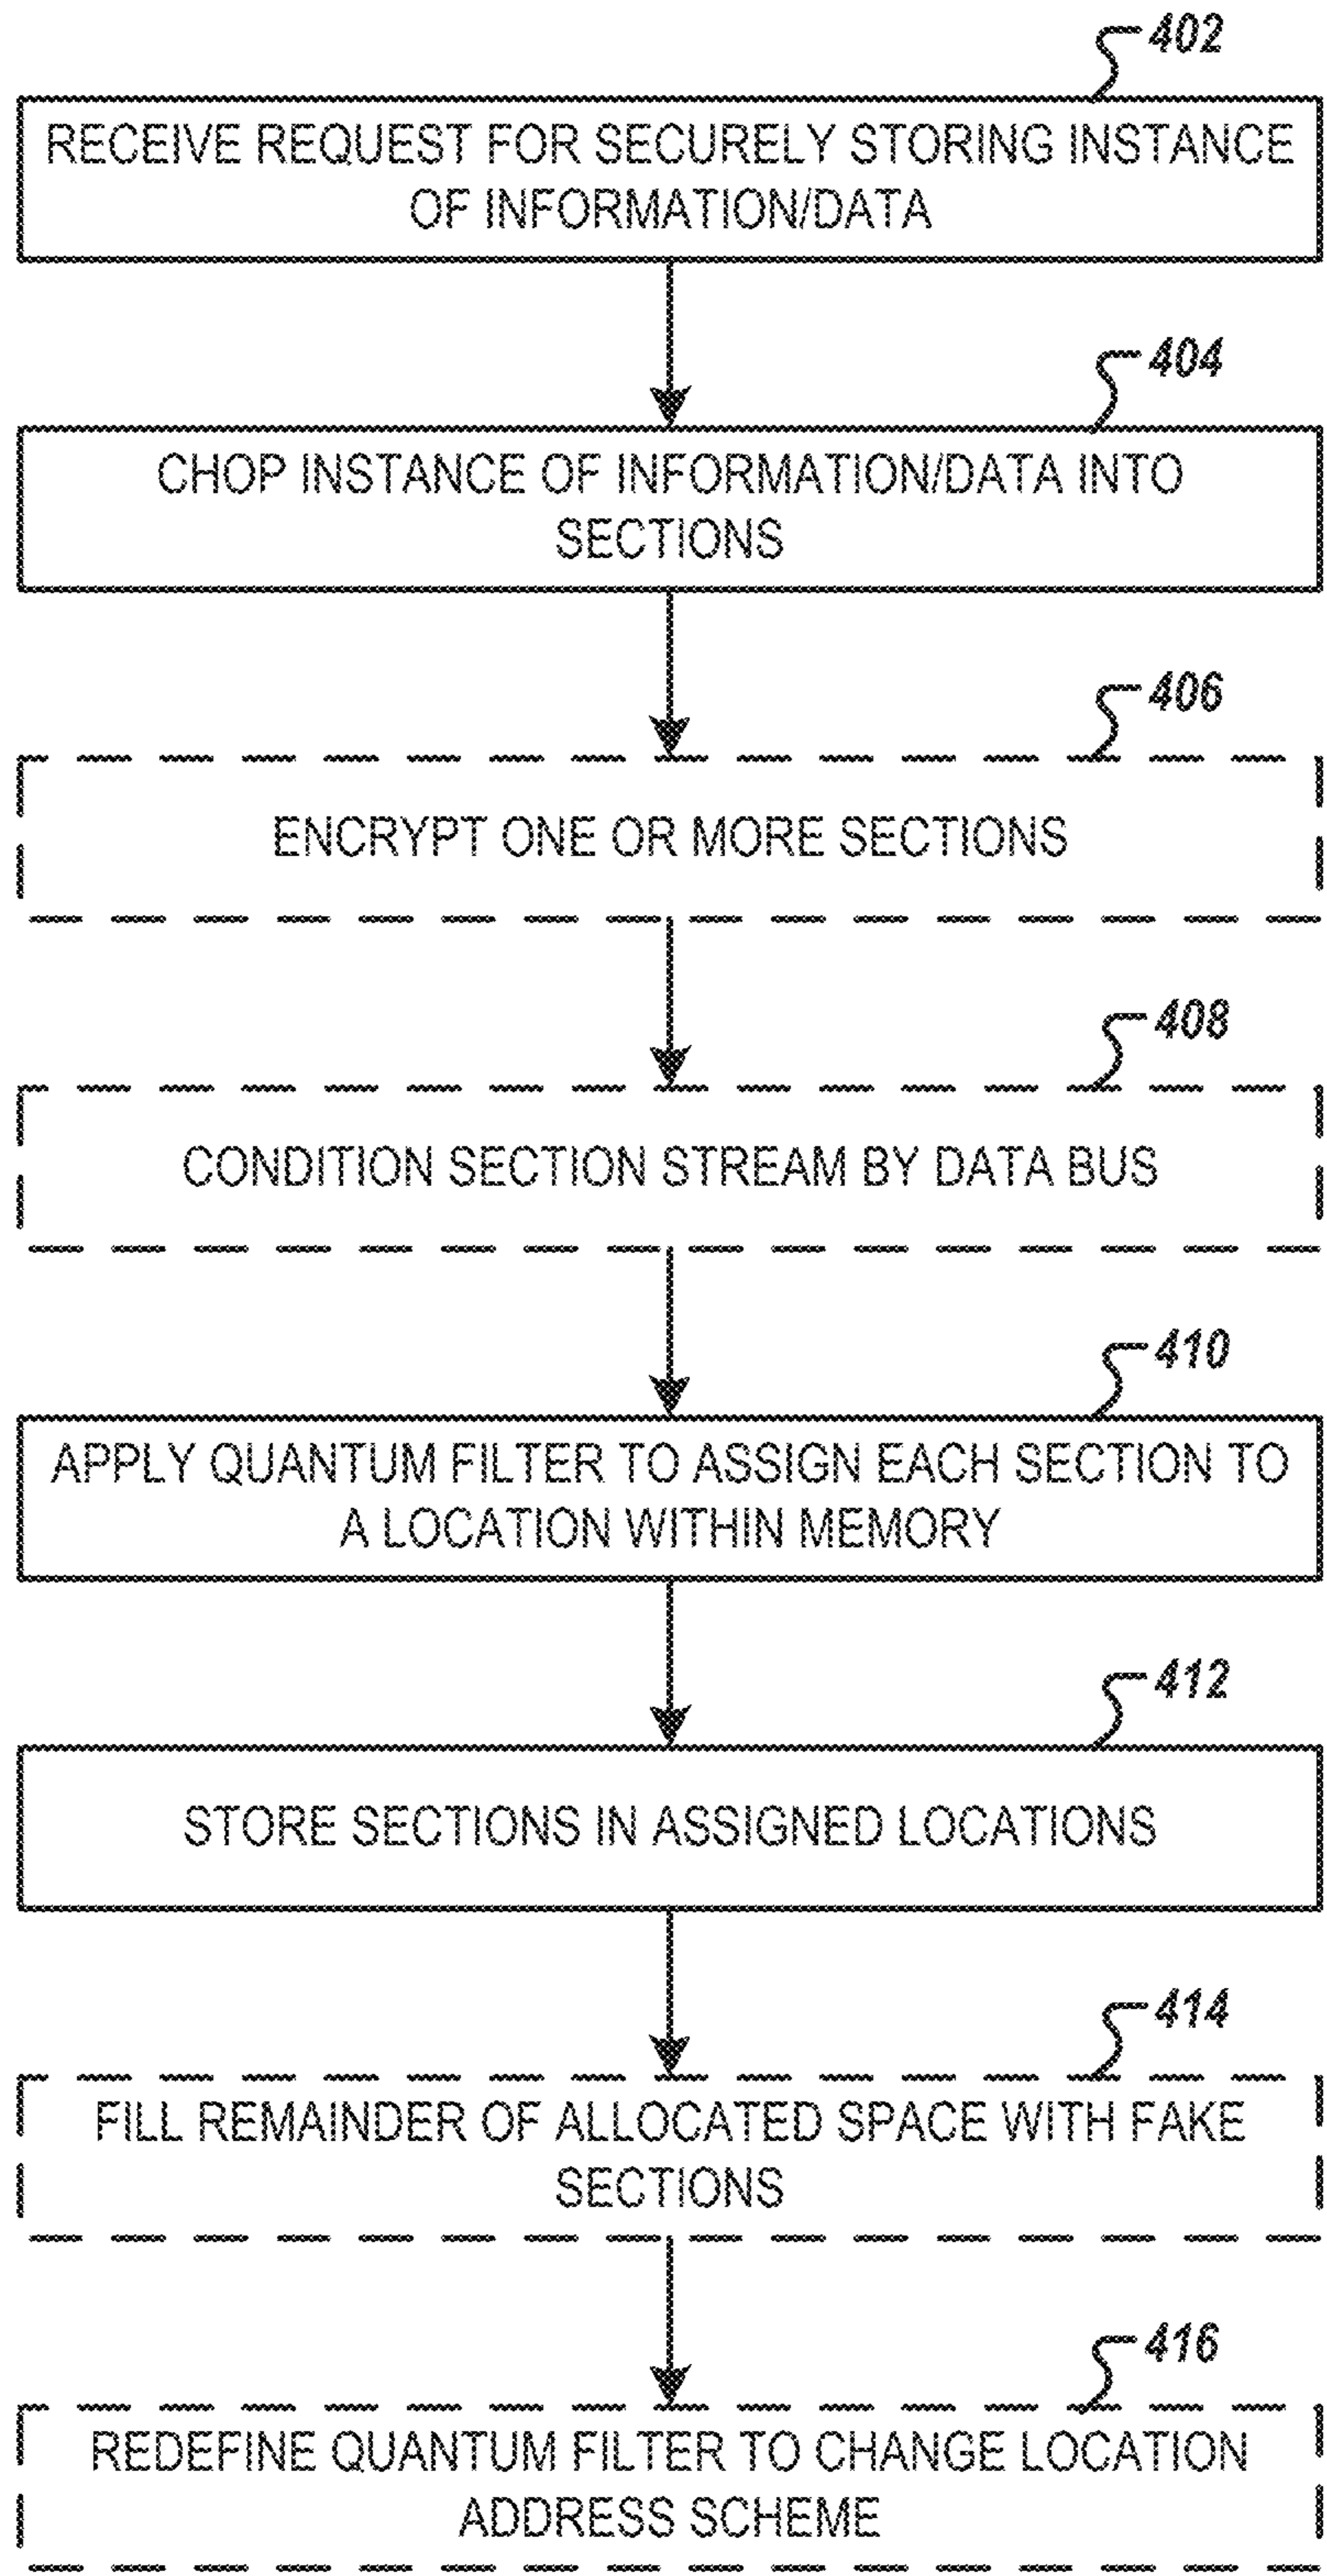 402
RECEIVE REQUEST FOR SECURELY STORING INSTANCE
OF INFORMATION/DATA
404
CHOP INSTANCE OF INFORMATION/DATA INTO
SECTIONS
406
ENCRYPT ONE OR MORE SECTIONS
408
CONDITION SECTION STREAM BY DATA BUS
410
APPLY QUANTUM FILTER TO ASSIGN EACH SECTION TO
A LOCATION WITHIN MEMORY
412
STORE SECTIONS IN ASSIGNED LOCATIONS
414
FILL REMAINDER OF ALLOCATED SPACE WITH FAKE
SECTIONS
416
REDEFINE QUANTUM FILTER TO CHANGE LOCATION
ADDRESS SCHEME